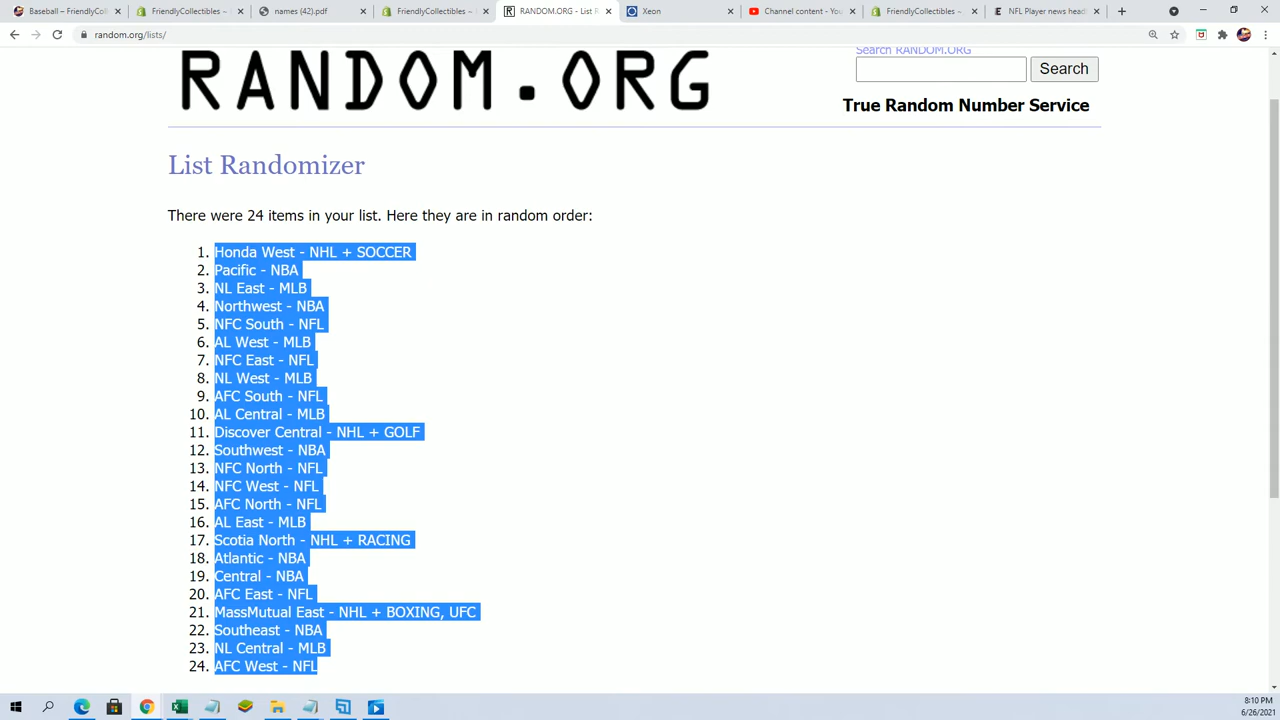 Baseball – FriendlyCol
FriendlyCollectibles ~
names (42).pdf
FriendlyCollectibles ~
RANDOM.ORG - List R
Xeon
Channel content - You
FriendlyCollectibles ~
NFL Player news head
random.org/lists/
RANDOM.ORG
Search RANDOM.ORG
Search
True Random Number Service
List Randomizer
There were 24 items in your list. Here they are in random order:
1. Honda West - NHL + SOCCER
2. Pacific - NBA
3. NL East - MLB
4. Northwest - NBA
5. NFC South - NFL
6. AL West - MLB
7. NFC East - NFL
8. NL West - MLB
9. AFC South - NFL
10. AL Central - MLB
11. Discover Central - NHL + GOLF
12. Southwest - NBA
13. NFC North - NFL
14. NFC West - NFL
15. AFC North - NFL
16. AL East - MLB
17. Scotia North - NHL + RACING
18. Atlantic - NBA
19. Central - NBA
20. AFC East - NFL
21. MassMutual East - NHL + BOXING, UFC
22. Southeast - NBA
23. NL Central - MLB
24. AFC West - NFL
8:10 PM
6/26/2021